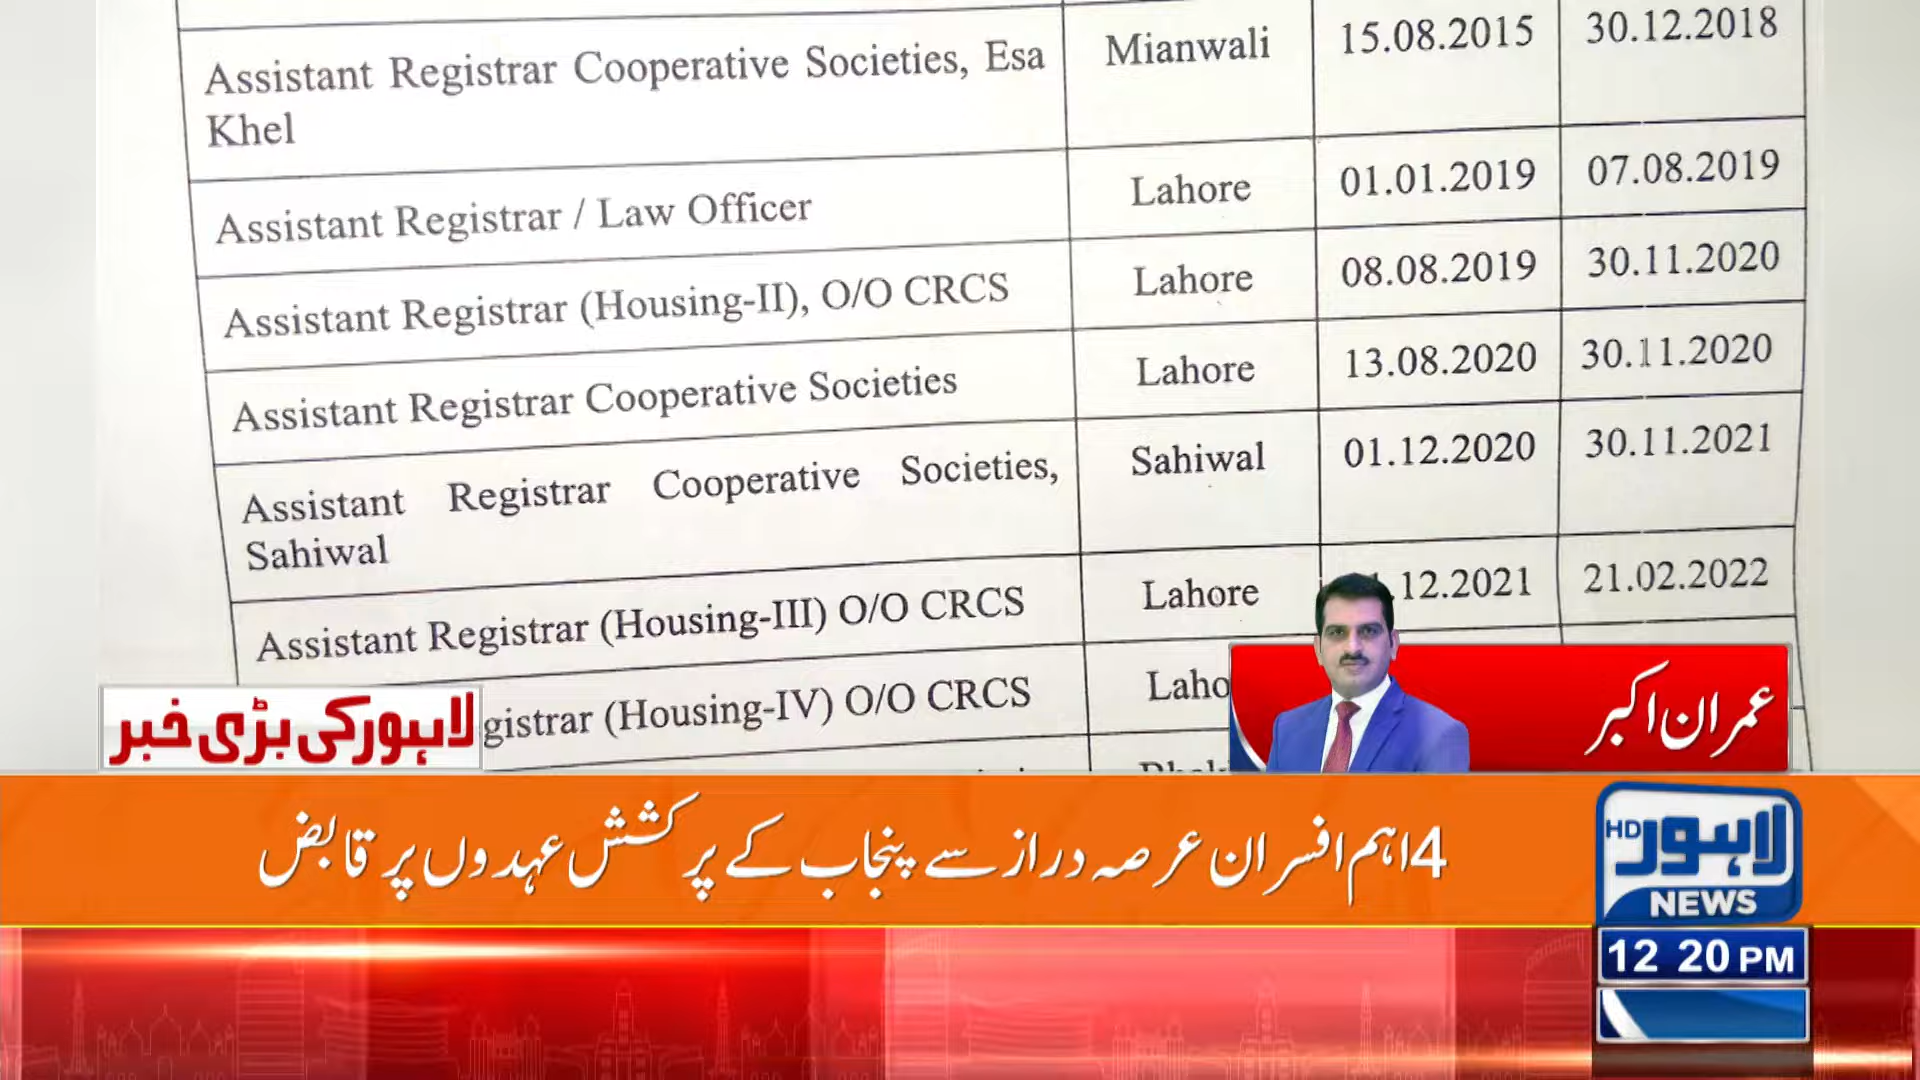 Assistant Registrar Cooperative Societies, Esa Khel Mianwali 15.08.2015 30.12.2018
Assistant Registrar / Law Officer Lahore 01.01.2019 07.08.2019
Assistant Registrar (Housing-II), O/O CRCS Lahore 08.08.2019 30.11.2020
Assistant Registrar Cooperative Societies Lahore 13.08.2020 30.11.2020
Assistant Registrar Cooperative Societies, Sahiwal Sahiwal 01.12.2020 30.11.2021
Assistant Registrar (Housing-III) O/O CRCS Lahore .12.2021 21.02.2022
gistrar (Housing-IV) O/O CRCS Laho
عمران اکبر
لاہور کی بڑی خبر
4 اہم افسران عرصہ دراز سے پنجاب کے پرکشش عہدوں پر قابض
لاہور HD
NEWS
12 20 PM